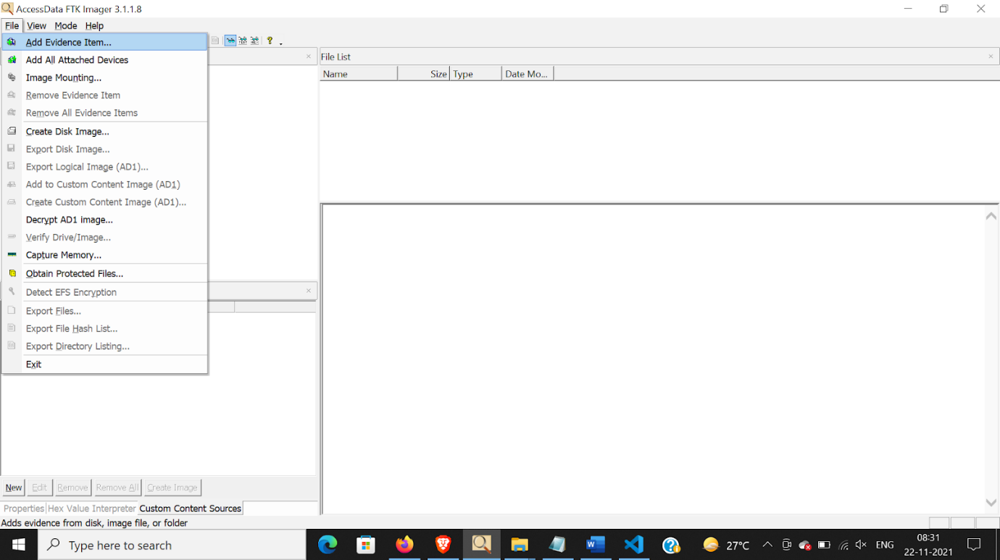 AccessData FTK Imager 3.1.1.8
File View Mode Help
Add Evidence Item...
Add All Attached Devices
Image Mounting...
Remove Evidence Item
Remove All Evidence Items
Create Disk Image...
Export Disk Image...
Export Logical Image (AD1)...
Add to Custom Content Image (AD1)
Create Custom Content Image (AD1)...
Decrypt AD1 image...
Verify Drive/Image...
Capture Memory...
Obtain Protected Files...
Detect EFS Encryption
Export Files...
Export File Hash List...
Export Directory Listing...
Exit
File List
Name Size Type Date Mo...
New Edit Remove Remove All Create Image
Properties Hex Value Interpreter Custom Content Sources
Adds evidence from disk, image file, or folder
Type here to search
27°C
ENG
08:31
22-11-2021